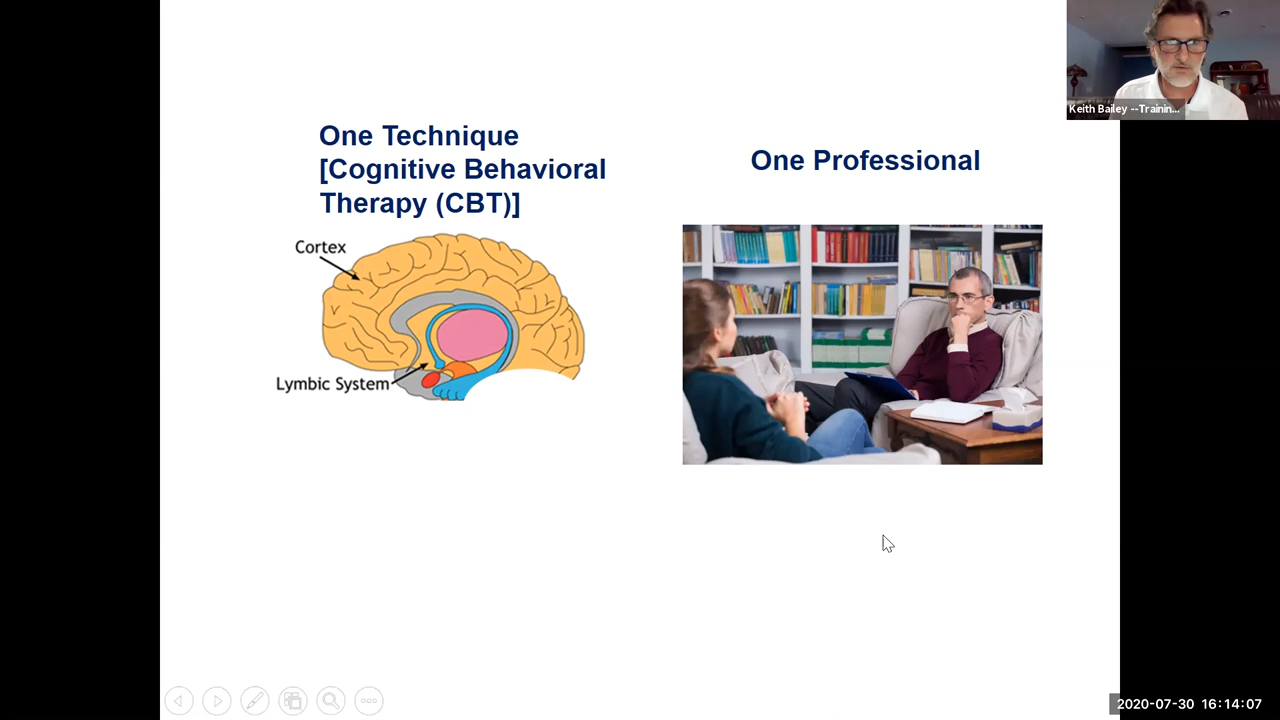 One Technique
[Cognitive Behavioral
Therapy (CBT)]
One Professional
Cortex
Lymbic System
Keith Bailey --Trainin...
2020-07-30 16:14:07